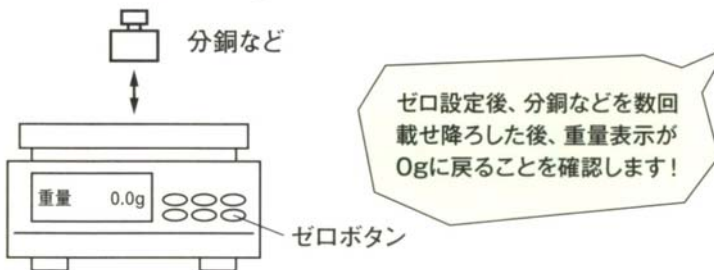 分銅など
ゼロ設定後、分銅などを数回
載せ降ろした後、重量表示が
0gに戻ることを確認します!
重量 0.0g
ゼロボタン